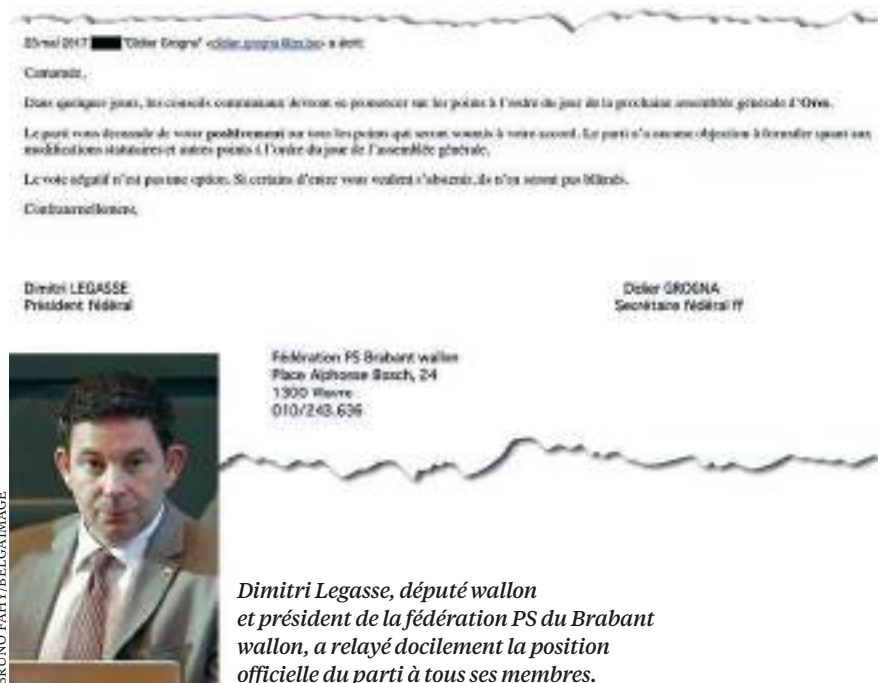 23 mai 2017 "Didier Grogna" <didier.grogna@ps.be> a écrit:
Camarade,
Dans quelques jours, les conseils communaux devront se prononcer sur les points à l'ordre du jour de la prochaine assemblée générale d'Ores.
Le parti vous demande de voter positivement sur tous les points qui seront soumis à votre accord. Le parti n'a aucune objection à formuler quant aux
modifications statutaires et autres points à l'ordre du jour de l'assemblée générale.
Le vote négatif n'est pas une option. Si certains d'entre vous veulent s'abstenir, ils n'en seront pas blâmés.
Dimitri LEGASSE
Président fédéral
Didier GROGNA
Secrétaire fédéral ff
Fédération PS Brabant wallon
Place Alphonse Bosch, 24
1300 Wavre
010/243.636
BRUNO FAHY/BELGAIMAGE
Dimitri Legasse, député wallon
et président de la fédération PS du Brabant
wallon, a relayé docilement la position
officielle du parti à tous ses membres.